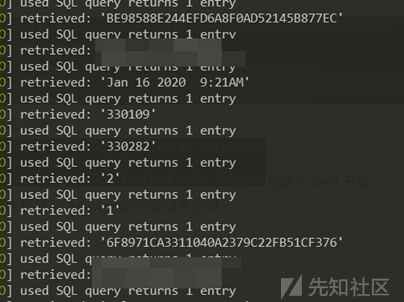 0] used SQL query returns 1 entry
0] retrieved: 'BE98588E244EFD6A8F0AD52145B877EC'
0] used SQL query returns 1 entry
0] retrieved:
0] used SQL query returns 1 entry
0] retrieved: 'Jan 16 2020  9:21AM'
0] used SQL query returns 1 entry
0] retrieved: '330109'
0] used SQL query returns 1 entry
0] retrieved: '330282'
0] used SQL query returns 1 entry
0] retrieved: '2'
0] used SQL query returns 1 entry
0] retrieved: '1'
0] used SQL query returns 1 entry
0] retrieved: '6F8971CA3311040A2379C22FB51CF376'
0] used SQL query returns 1 entry
0] retrieved:
0] used SQL query returns 1 entry
先知社区